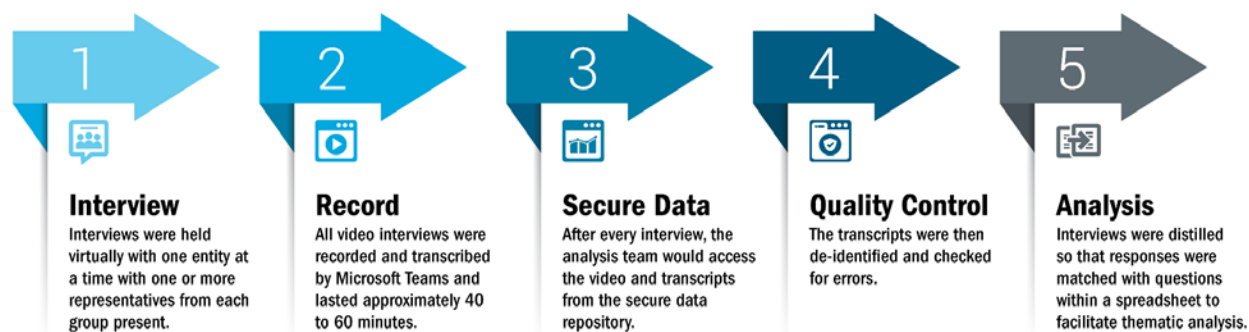 1
2
3
4
5
Interview
Interviews were held
virtually with one entity at
a time with one or more
representatives from each
group present.
Record
All video interviews were
recorded and transcribed
by Microsoft Teams and
lasted approximately 40
to 60 minutes.
Secure Data
After every interview, the
analysis team would access
the video and transcripts
from the secure data
repository.
Quality Control
The transcripts were then
de-identified and checked
for errors.
Analysis
Interviews were distilled
so that responses were
matched with questions
within a spreadsheet to
facilitate thematic analysis.